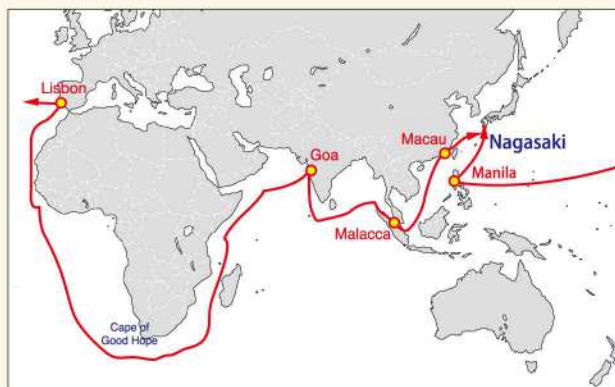 Lisbon
Goa
Macau
Nagasaki
Manila
Malacca
Cape of
Good Hope